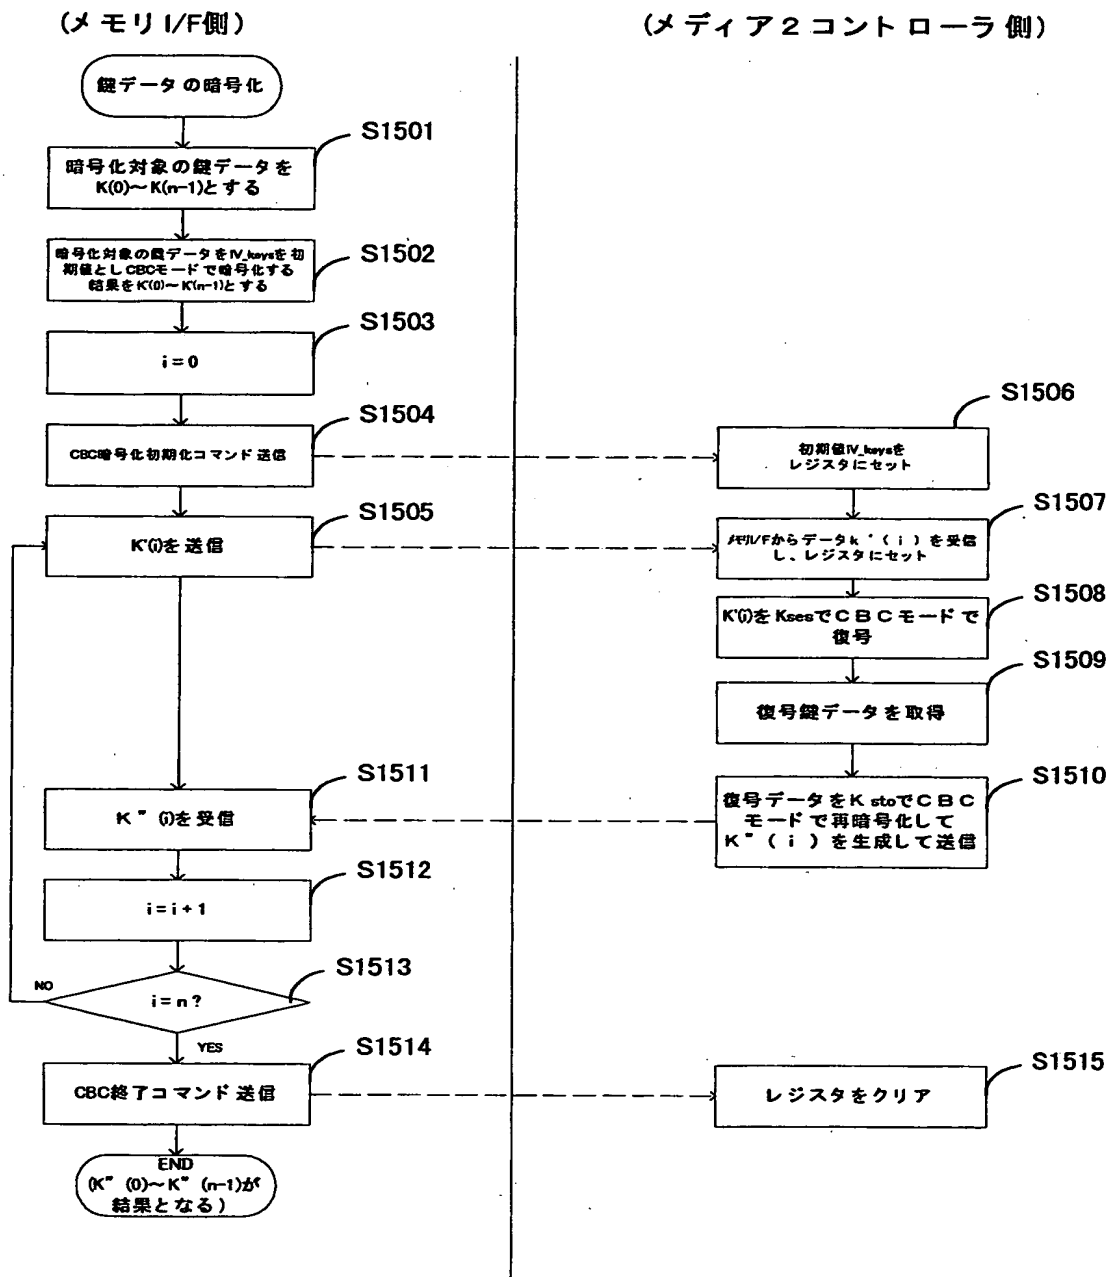 (メモリI/F側)
(メディア2コントローラ側)
鍵データの暗号化
S1501
暗号化対象の鍵データを
K(0)~K(n-1)とする
S1502
暗号化対象の鍵データをIV_keysを初
期値としCBCモードで暗号化する
結果をK'(0)~K'(n-1)とする
S1503
i=0
S1504
CBC暗号化初期化コマンド送信
S1506
初期値IV_keysを
レジスタにセット
S1505
K'(i)を送信
S1507
メモリI/Fからデータk'(i)を受信
し、レジスタにセット
S1508
K'(i)をKsesでCBCモードで
復号
S1509
復号鍵データを取得
S1510
復号データをKstoでCBC
モードで再暗号化して
K"(i)を生成して送信
S1511
K"(i)を受信
S1512
i=i+1
S1513
NO
i=n?
YES
S1514
CBC終了コマンド送信
S1515
レジスタをクリア
END
(K"(0)~K"(n-1)が
結果となる)